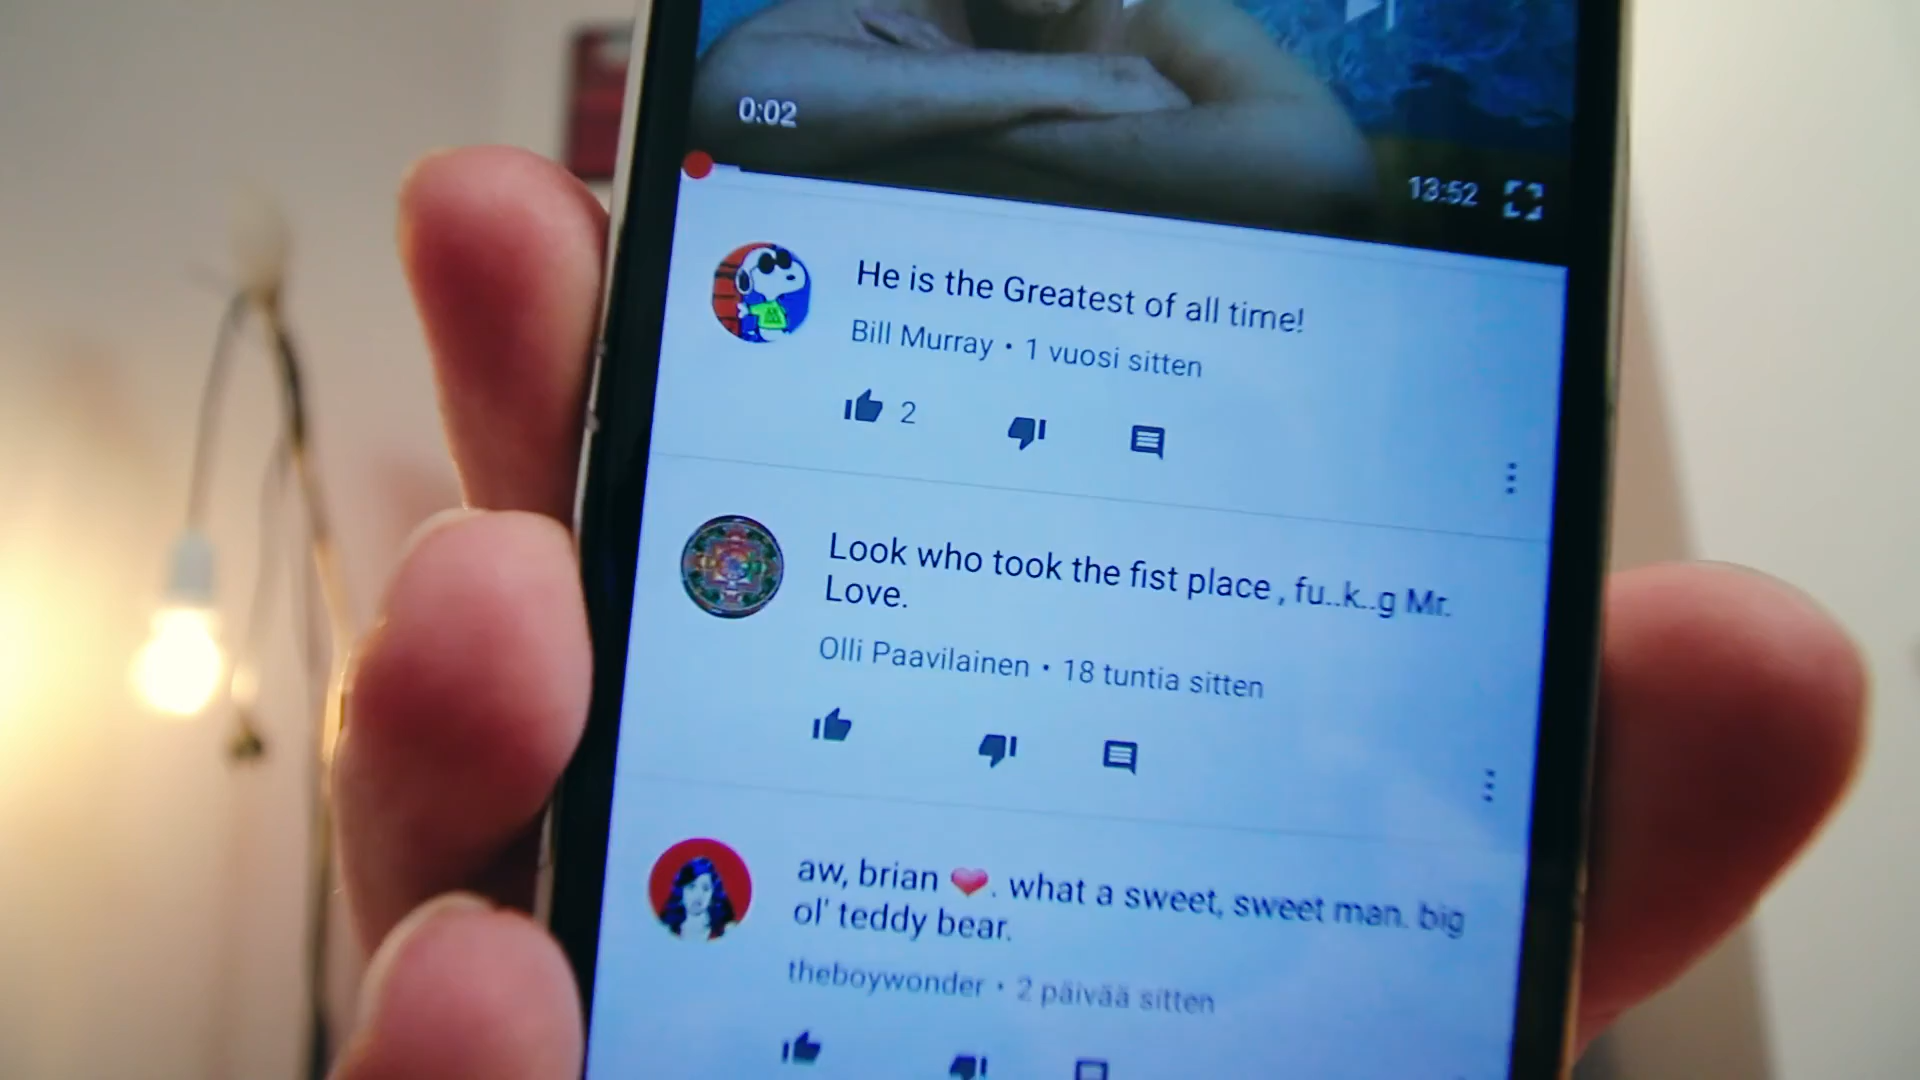 0:02
13:52
He is the Greatest of all time!
Bill Murray • 1 vuosi sitten
2
Look who took the fist place , fu..k..g Mr.
Love.
Olli Paavilainen • 18 tuntia sitten
aw, brian ❤. what a sweet, sweet man. big
ol' teddy bear.
theboywonder • 2 päivää sitten